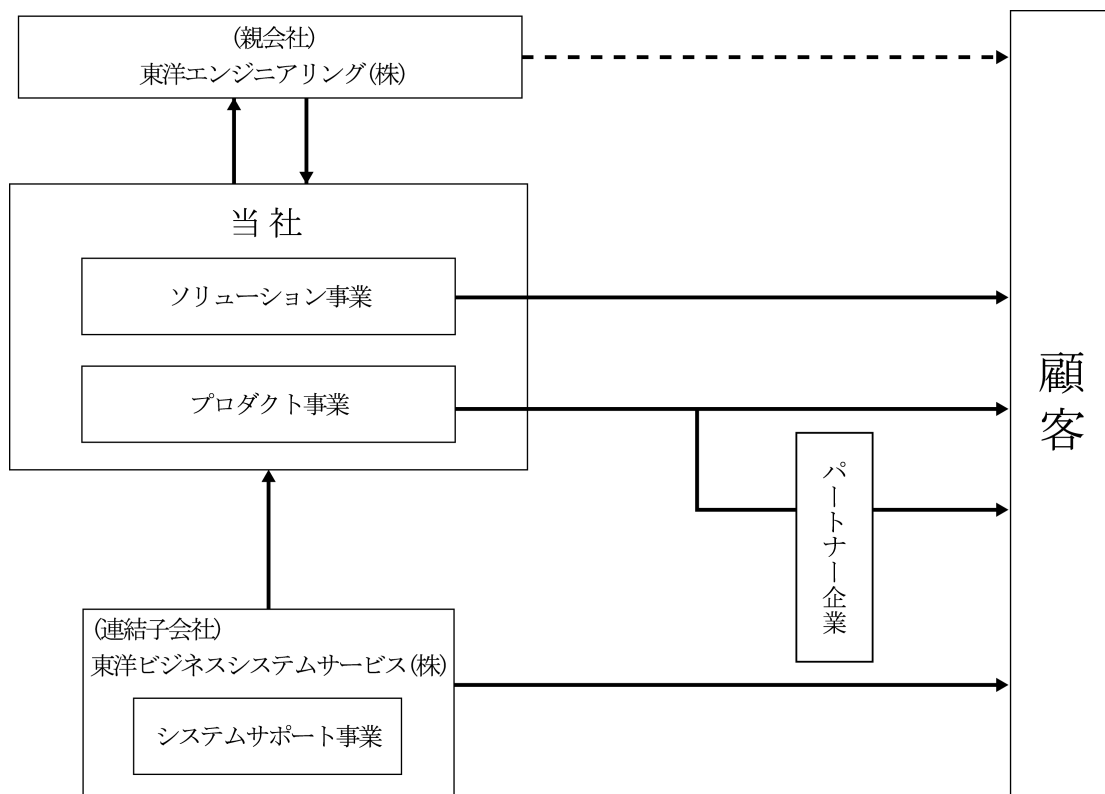 (親会社)
東洋エンジニアリング(株)
当社
ソリューション事業
プロダクト事業
パートナー企業
(連結子会社)
東洋ビジネスシステムサービス(株)
システムサポート事業
顧客